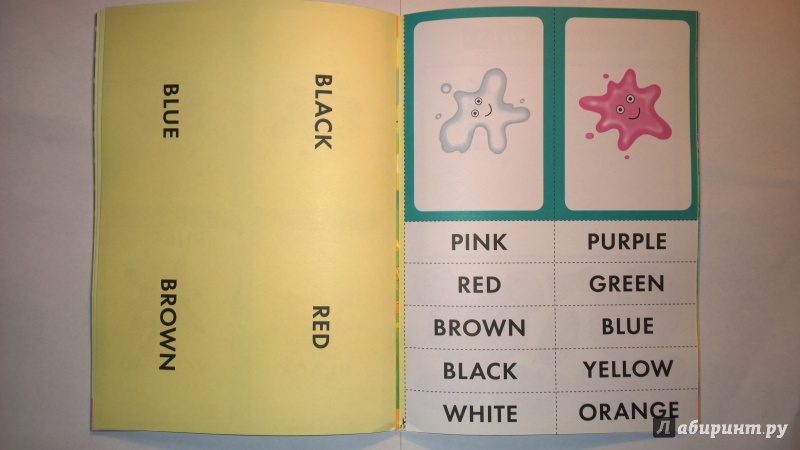 BLACK
BLUE
RED
BROWN
PINK
PURPLE
RED
GREEN
BROWN
BLUE
BLACK
YELLOW
WHITE
ORANGE
Лабиринт.ру